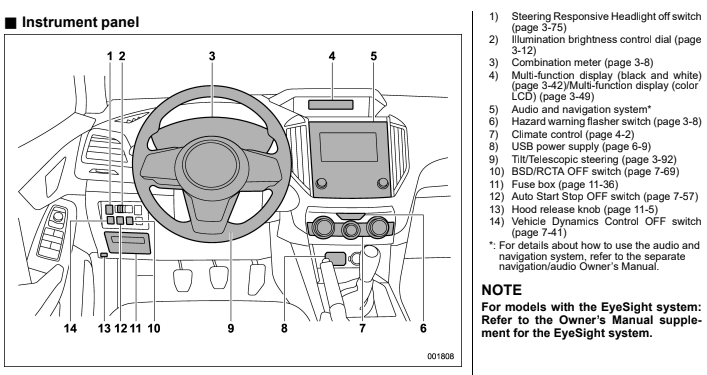 ■ Instrument panel
1 2 3 4 5
14 13 12 11 10 9 8 7 6
001808
1) Steering Responsive Headlight off switch
(page 3-75)
2) Illumination brightness control dial (page
3-12)
3) Combination meter (page 3-8)
4) Multi-function display (black and white)
(page 3-42)/Multi-function display (color
LCD) (page 3-49)
5) Audio and navigation system*
6) Hazard warning flasher switch (page 3-8)
7) Climate control (page 4-2)
8) USB power supply (page 6-9)
9) Tilt/Telescopic steering (page 3-92)
10) BSD/RCTA OFF switch (page 7-69)
11) Fuse box (page 11-36)
12) Auto Start Stop OFF switch (page 7-57)
13) Hood release knob (page 11-5)
14) Vehicle Dynamics Control OFF switch
(page 7-41)
*: For details about how to use the audio and
navigation system, refer to the separate
navigation/audio Owner's Manual.
NOTE
For models with the EyeSight system:
Refer to the Owner's Manual supple-
ment for the EyeSight system.